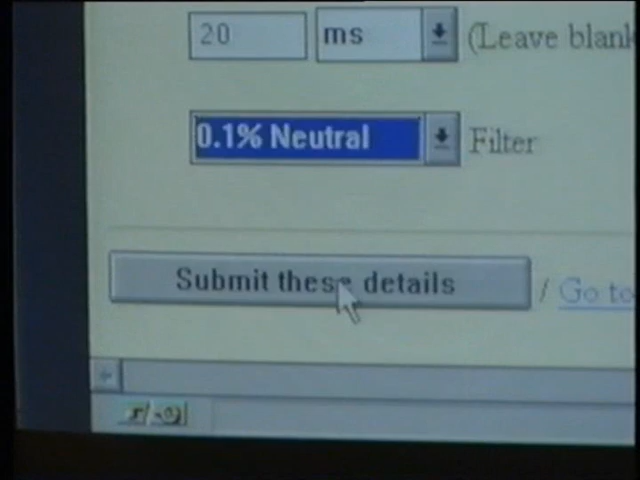 20 ms (Leave blank
0.1% Neutral Filter
Submit these details / Go to